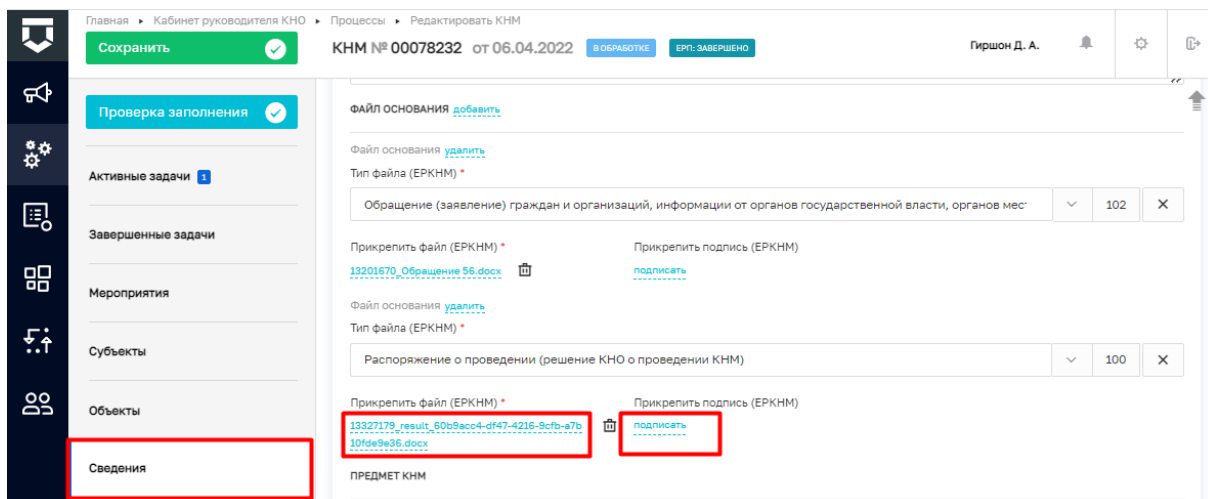 Главная ▸ Кабинет руководителя КНО ▸ Процессы ▸ Редактировать КНМ
Сохранить
КНМ № 00078232 от 06.04.2022 В ОБРАБОТКЕ ЕРП: ЗАВЕРШЕНО
Гиршон Д. А.
Проверка заполнения
Активные задачи 1
Завершенные задачи
Мероприятия
Субъекты
Объекты
Сведения
ФАЙЛ ОСНОВАНИЯ добавить
Файл основания удалить
Тип файла (ЕРКНМ) *
Обращение (заявление) граждан и организаций, информации от органов государственной власти, органов мес
102
Прикрепить файл (ЕРКНМ) * Прикрепить подпись (ЕРКНМ)
13201670_Обращение 56.docx подписать
Файл основания удалить
Тип файла (ЕРКНМ) *
Распоряжение о проведении (решение КНО о проведении КНМ)
100
Прикрепить файл (ЕРКНМ) * Прикрепить подпись (ЕРКНМ)
13327179_result_60b9acc4-df47-4216-9cfb-a7b подписать
10fde9e36.docx
ПРЕДМЕТ КНМ